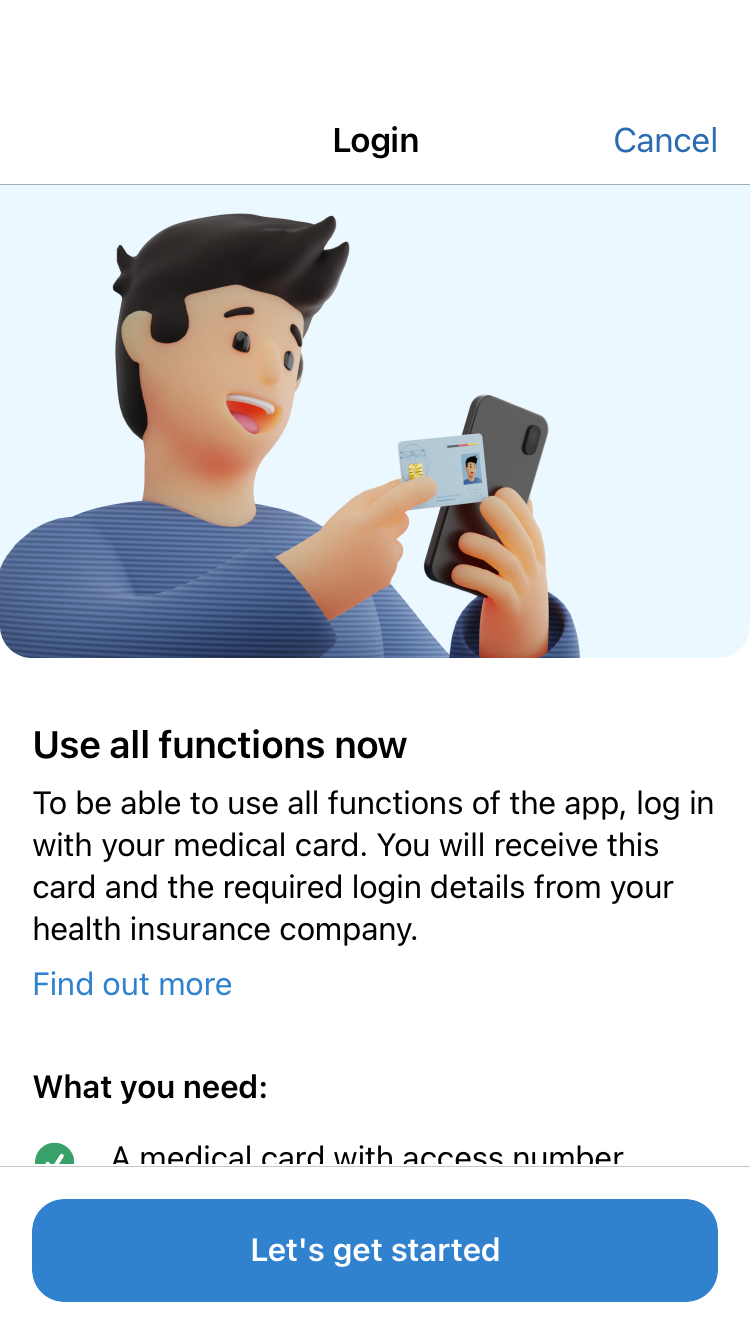 Login
Cancel
Use all functions now
To be able to use all functions of the app, log in
with your medical card. You will receive this
card and the required login details from your
health insurance company.
Find out more
What you need:
A medical card with access number
Let's get started